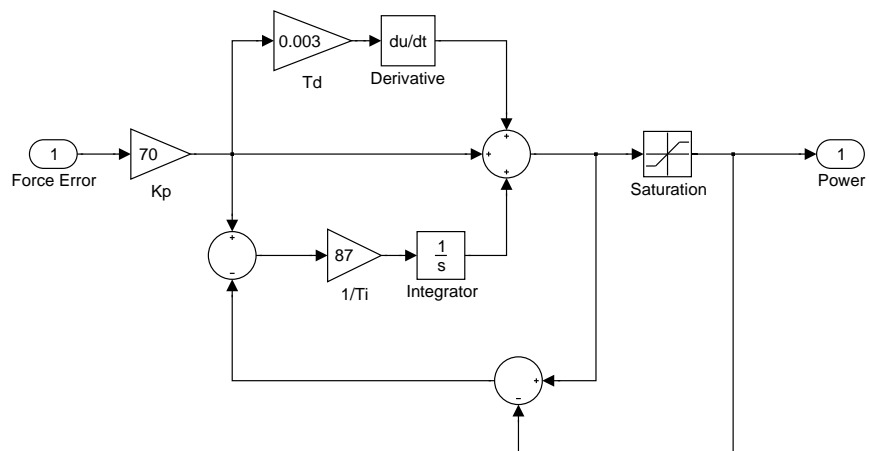 0.003
du/dt
Td
Derivative
+
1
70
+
+
Force Error
Kp
Saturation
1
Power
+
-
87
1
s
1/Ti
Integrator
+
-